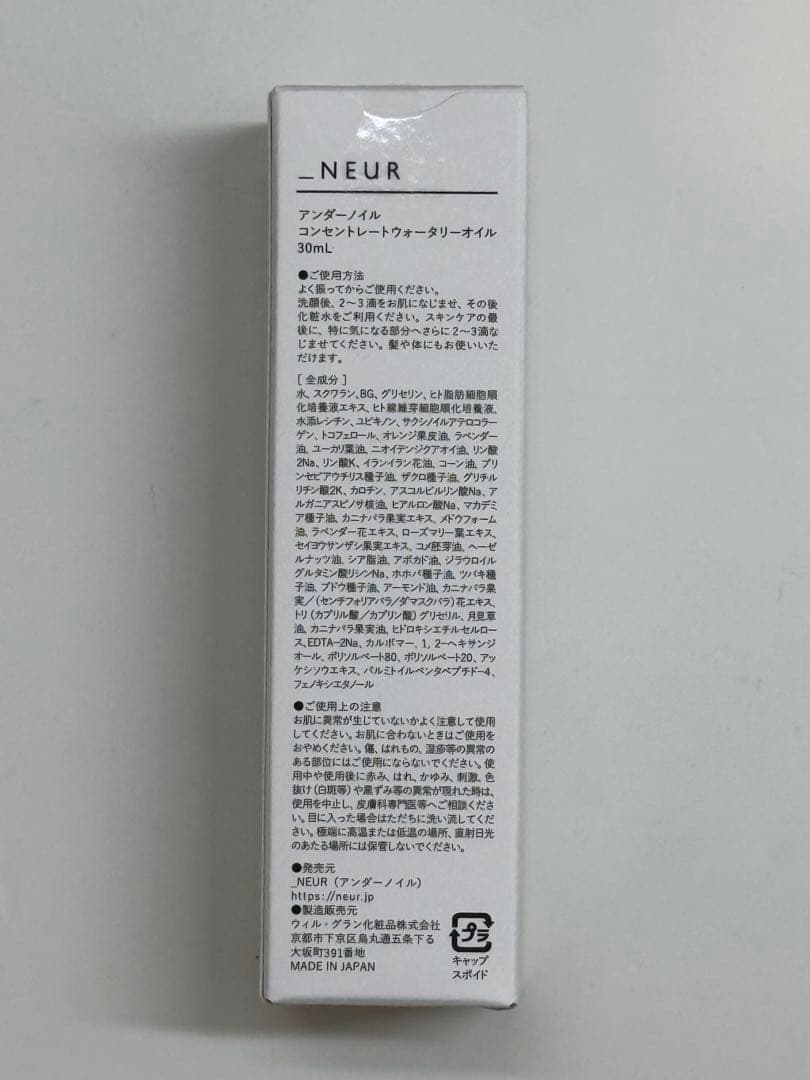 _NEUR
アンダーノイル
コンセントレートウォータリーオイル
30mL
●ご使用方法
よく振ってからご使用ください。
洗顔後、2～3滴をお肌になじませ、その後
化粧水をご利用ください。スキンケアの最
後に、特に気になる部分へさらに2～3滴な
じませてください。髪や体にもお使いいた
だけます。
[全成分]
水、スクワラン、BG、グリセリン、ヒト脂肪細胞順
化培養液エキス、ヒト線維芽細胞順化培養液、
水添レシチン、ユビキノン、サクシノイルアテロコラー
ゲン、トコフェロール、オレンジ果皮油、ラベンダー
油、ユーカリ葉油、ニオイテンジクアオイ油、リン酸
2Na、リン酸K、イランイラン花油、コーン油、プリ
ンセピアウチリス種子油、ザクロ種子油、グリチル
リチン酸2K、カロチン、アスコルビルリン酸Na、ア
ルガニアスピノサ核油、ヒアルロン酸Na、マカデミ
ア種子油、カニナバラ果実エキス、メドウフォーム
油、ラベンダー花エキス、ローズマリー葉エキス、
セイヨウサンザシ果実エキス、コメ胚芽油、ヘーゼ
ルナッツ油、シア脂油、アボカド油、ジラウロイル
グルタミン酸リシンNa、ホホバ種子油、ツバキ種
子油、ブドウ種子油、アーモンド油、カニナバラ果
実/(センチフォリアバラ/ダマスクバラ)花エキス、
トリ(カプリル酸/カプリン酸)グリセリル、月見草
油、カニナバラ果実油、ヒドロキシエチルセルロー
ス、EDTA-2Na、カルボマー、1,2-ヘキサンジ
オール、ポリソルベート80、ポリソルベート20、アッ
ケシソウエキス、パルミトイルペンタペプチド-4、
フェノキシエタノール
●ご使用上の注意
お肌に異常が生じていないかよく注意して使用
してください。お肌に合わないときはご使用を
おやめください。傷、はれもの、湿疹等の異常の
ある部位にはご使用にならないでください。使
用中や使用後に赤み、はれ、かゆみ、刺激、色
抜け(白斑等)や黒ずみ等の異常が現れた時は、
使用を中止し、皮膚科専門医等へご相談くださ
い。目に入った場合はただちに洗い流してくだ
さい。極端に高温または低温の場所、直射日光
のあたる場所には保管しないでください。
●発売元
_NEUR(アンダーノイル)
https://neur.jp
●製造販売元
ウィル・グラン化粧品株式会社
京都市下京区烏丸通五条下る
大坂町391番地
MADE IN JAPAN
プラ
キャップ
スポイド